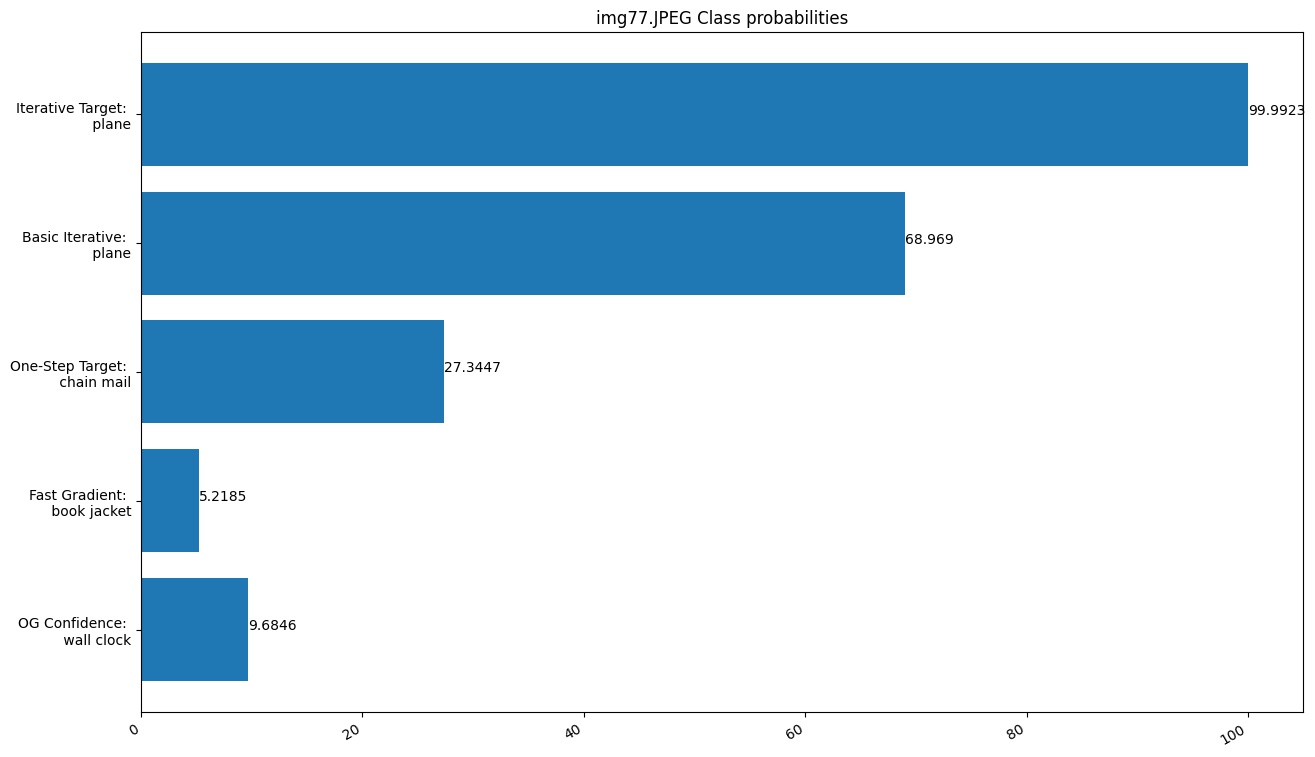 img77.JPEG Class probabilities
Iterative Target:
plane
99.9923
Basic Iterative:
plane
68.969
One-Step Target:
chain mail
27.3447
Fast Gradient:
book jacket
5.2185
OG Confidence:
wall clock
9.6846
0
20
40
60
80
100